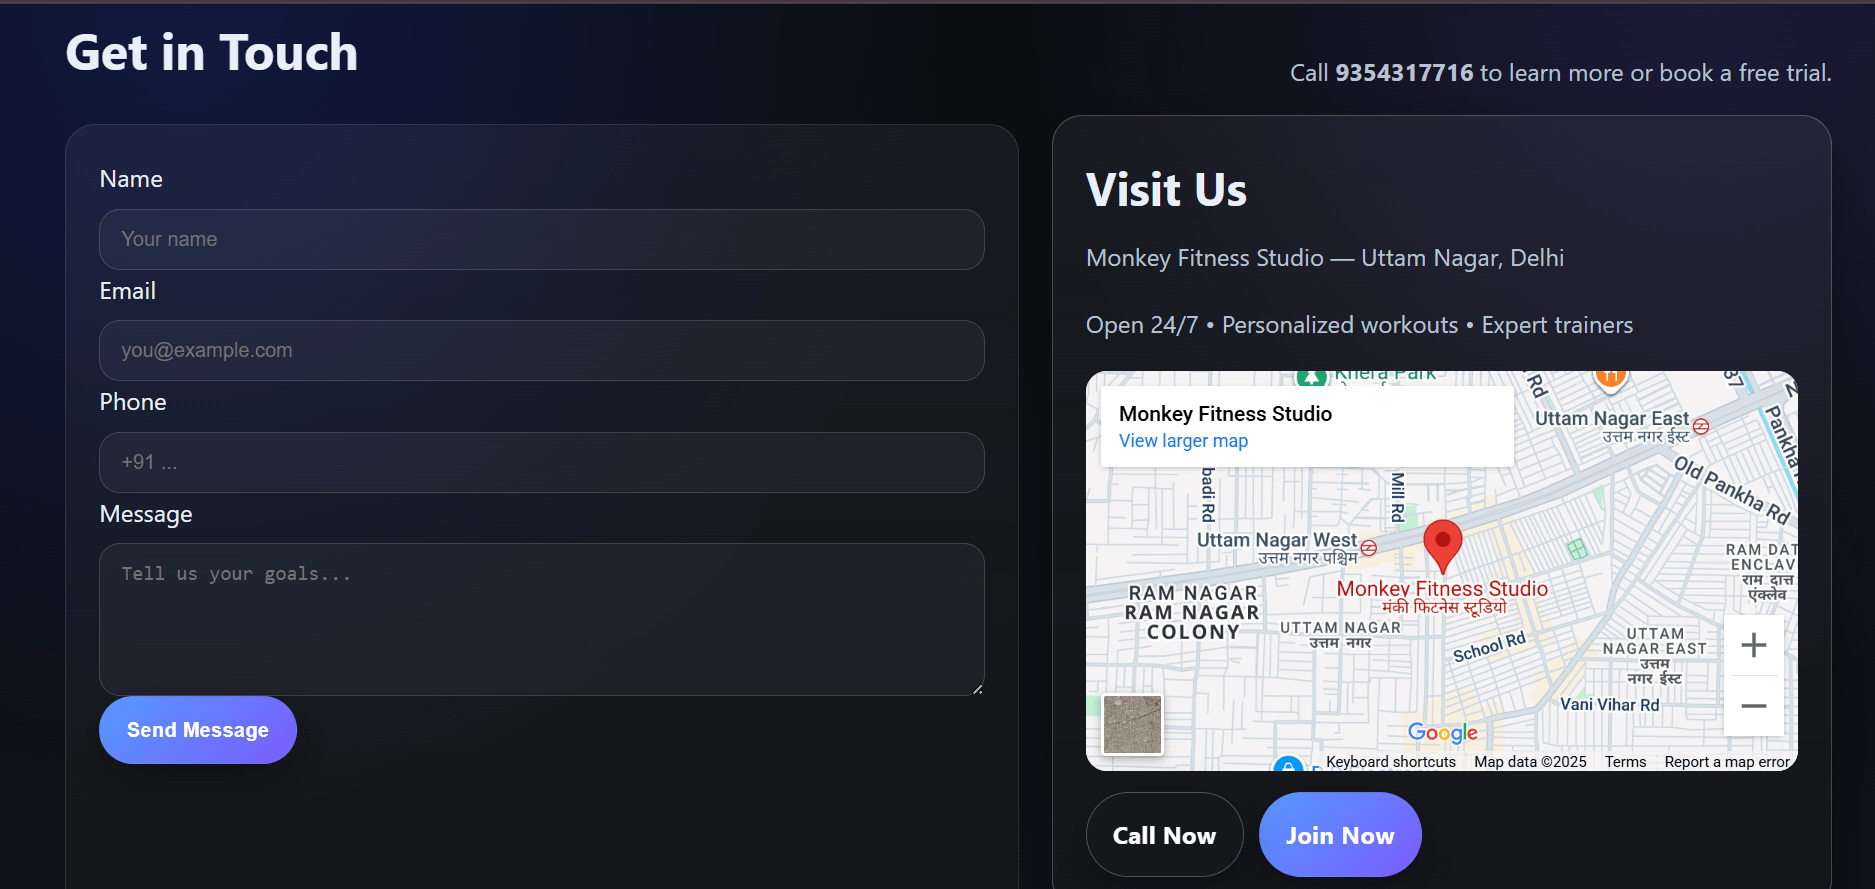 Get in Touch
Call 9354317716 to learn more or book a free trial.
Name
Your name
Email
you@example.com
Phone
+91 ...
Message
Tell us your goals...
Send Message
Visit Us
Monkey Fitness Studio — Uttam Nagar, Delhi
Open 24/7 • Personalized workouts • Expert trainers
Monkey Fitness Studio
View larger map
Khera Park
Rd
37
Uttam Nagar East
उत्तम नगर ईस्ट
Pankha
Old Pankha Rd
badi Rd
Mill Rd
Uttam Nagar West
उत्तम नगर पश्चिम
Monkey Fitness Studio
मंकी फिटनेस स्टूडियो
RAM NAGAR
RAM NAGAR
COLONY
UTTAM NAGAR
उत्तम नगर
School Rd
RAM DAT
ENCLAV
राम दात्त
एंक्लेव
UTTAM
NAGAR EAST
उत्तम
नगर ईस्ट
Vani Vihar Rd
Google
Keyboard shortcuts
Map data ©2025
Terms
Report a map error
Call Now
Join Now